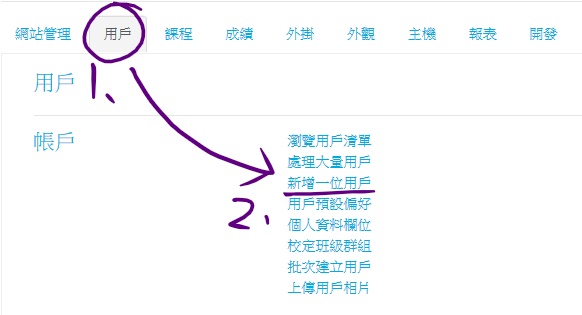 網站管理 用戶 課程 成績 外掛 外觀 主機 報表 開發
用戶
1.
帳戶
瀏覽用戶清單
處理大量用戶
新增一位用戶
2.
用戶預設偏好
個人資料欄位
校定班級群組
批次建立用戶
上傳用戶相片